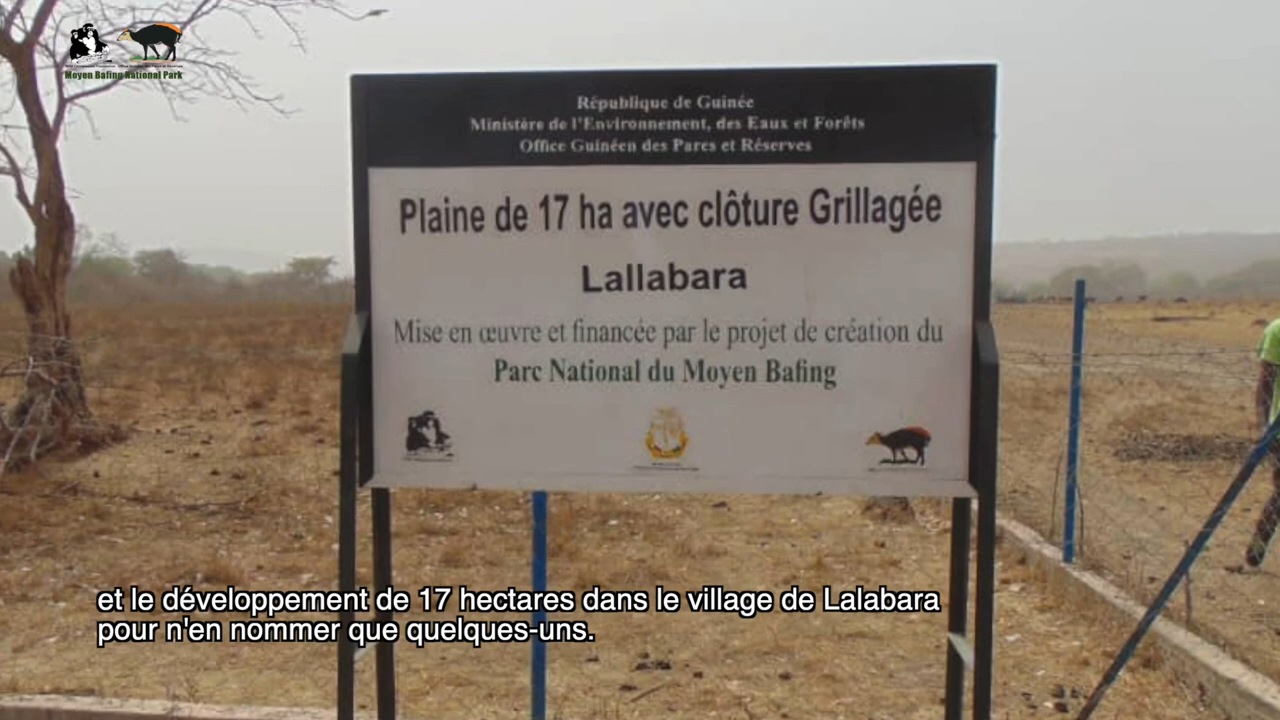 Moyen Bafing National Park
République de Guinée
Ministère de l'Environnement, des Eaux et Forêts
Office Guinéen des Parcs et Réserves
Plaine de 17 ha avec clôture Grillagée
Lallabara
Mise en œuvre et financée par le projet de création du
Parc National du Moyen Bafing
et le développement de 17 hectares dans le village de Lalabara
pour n'en nommer que quelques-uns.